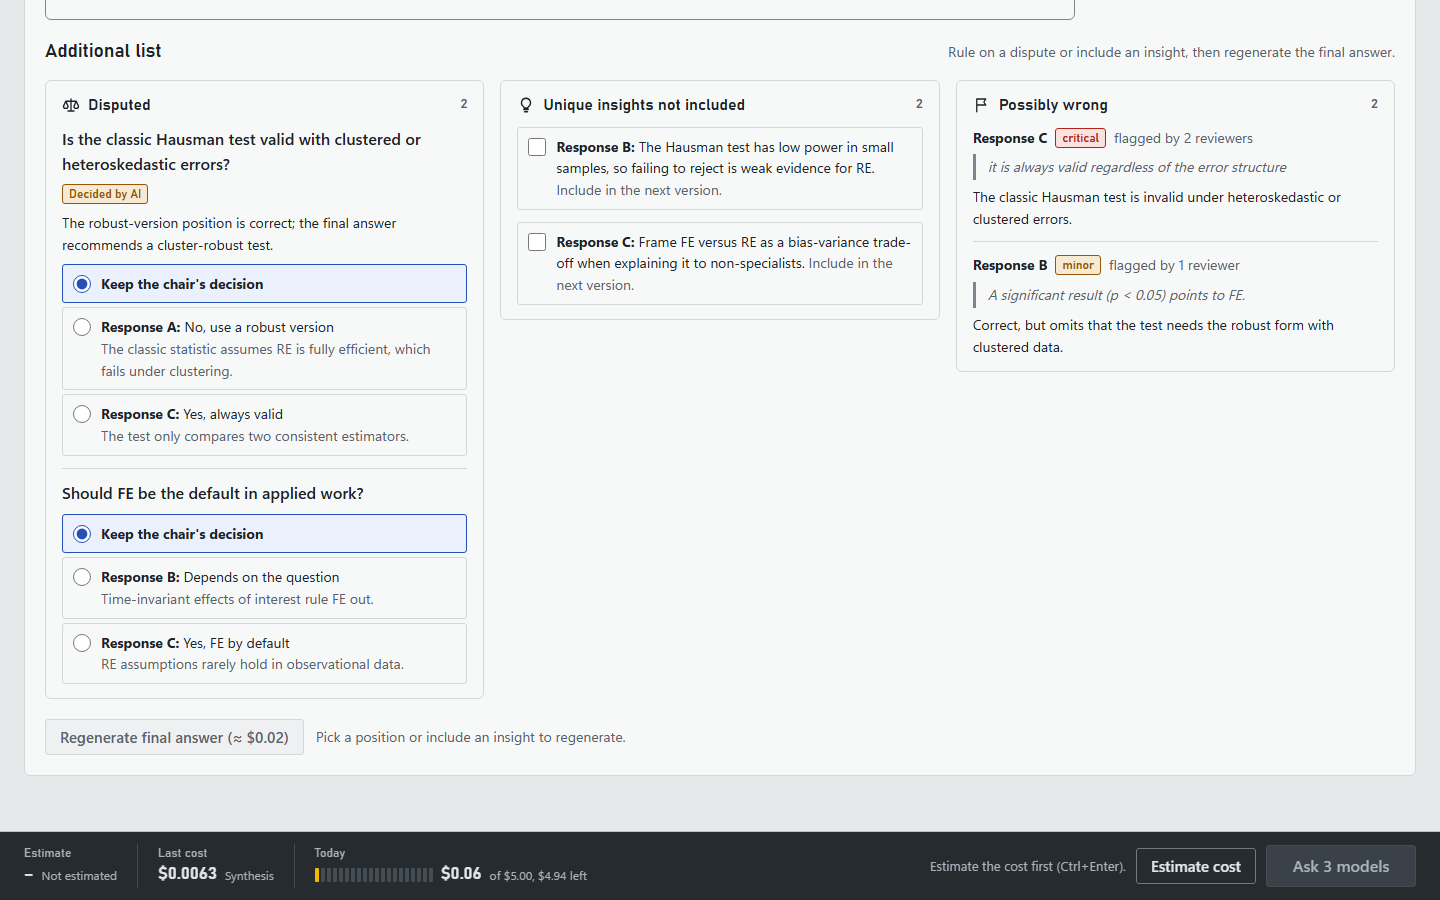 Additional list
Rule on a dispute or include an insight, then regenerate the final answer.
Disputed
2
Is the classic Hausman test valid with clustered or
heteroskedastic errors?
Decided by AI
The robust-version position is correct; the final answer
recommends a cluster-robust test.
Keep the chair's decision
Response A: No, use a robust version
The classic statistic assumes RE is fully efficient, which
fails under clustering.
Response C: Yes, always valid
The test only compares two consistent estimators.
Should FE be the default in applied work?
Keep the chair's decision
Response B: Depends on the question
Time-invariant effects of interest rule FE out.
Response C: Yes, FE by default
RE assumptions rarely hold in observational data.
Unique insights not included
2
Response B: The Hausman test has low power in small
samples, so failing to reject is weak evidence for RE.
Include in the next version.
Response C: Frame FE versus RE as a bias-variance trade-
off when explaining it to non-specialists. Include in the
next version.
Possibly wrong
2
Response C critical flagged by 2 reviewers
it is always valid regardless of the error structure
The classic Hausman test is invalid under heteroskedastic or
clustered errors.
Response B minor flagged by 1 reviewer
A significant result (p < 0.05) points to FE.
Correct, but omits that the test needs the robust form with
clustered data.
Regenerate final answer (≈ $0.02)
Pick a position or include an insight to regenerate.
Estimate
– Not estimated
Last cost
$0.0063 Synthesis
Today
$0.06 of $5.00, $4.94 left
Estimate the cost first (Ctrl+Enter).
Estimate cost
Ask 3 models